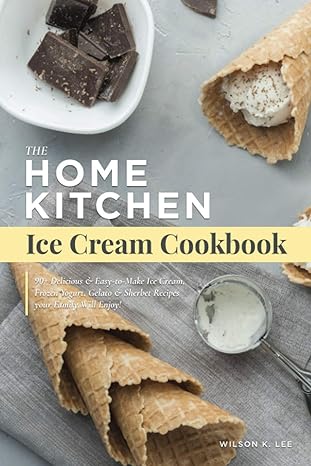 THE
HOME
KITCHEN
Ice Cream Cookbook
90+ Delicious & Easy-to-Make Ice Cream,
Frozen Yogurt, Gelato & Sherbet Recipes
your Family Will Enjoy!
WILSON K. LEE